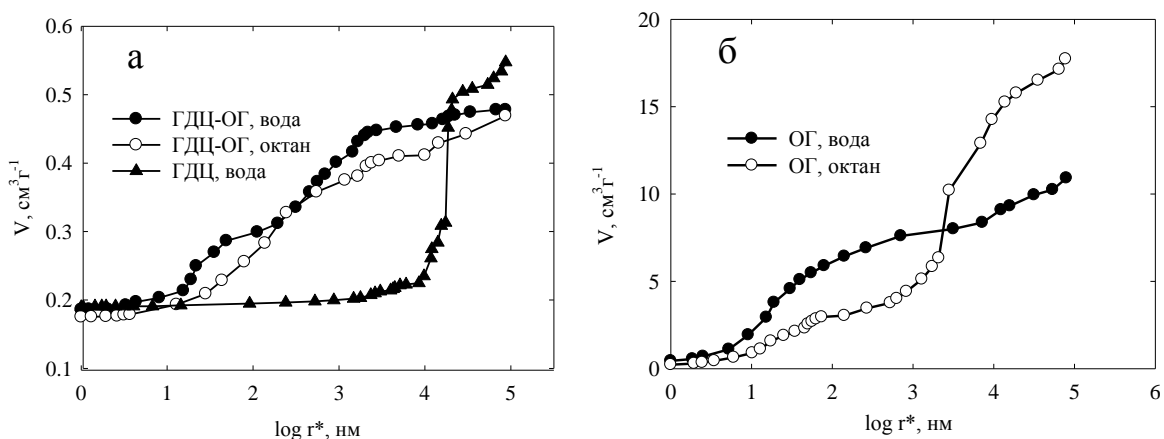 а
0.6
0.5
0.4
0.3
0.2
0.1
V, см³г⁻¹
ГДЦ-ОГ, вода
ГДЦ-ОГ, октан
ГДЦ, вода
0 1 2 3 4 5
log r*, нм
б
20
15
10
5
0
V, см³г⁻¹
ОГ, вода
ОГ, октан
0 1 2 3 4 5 6
log r*, нм